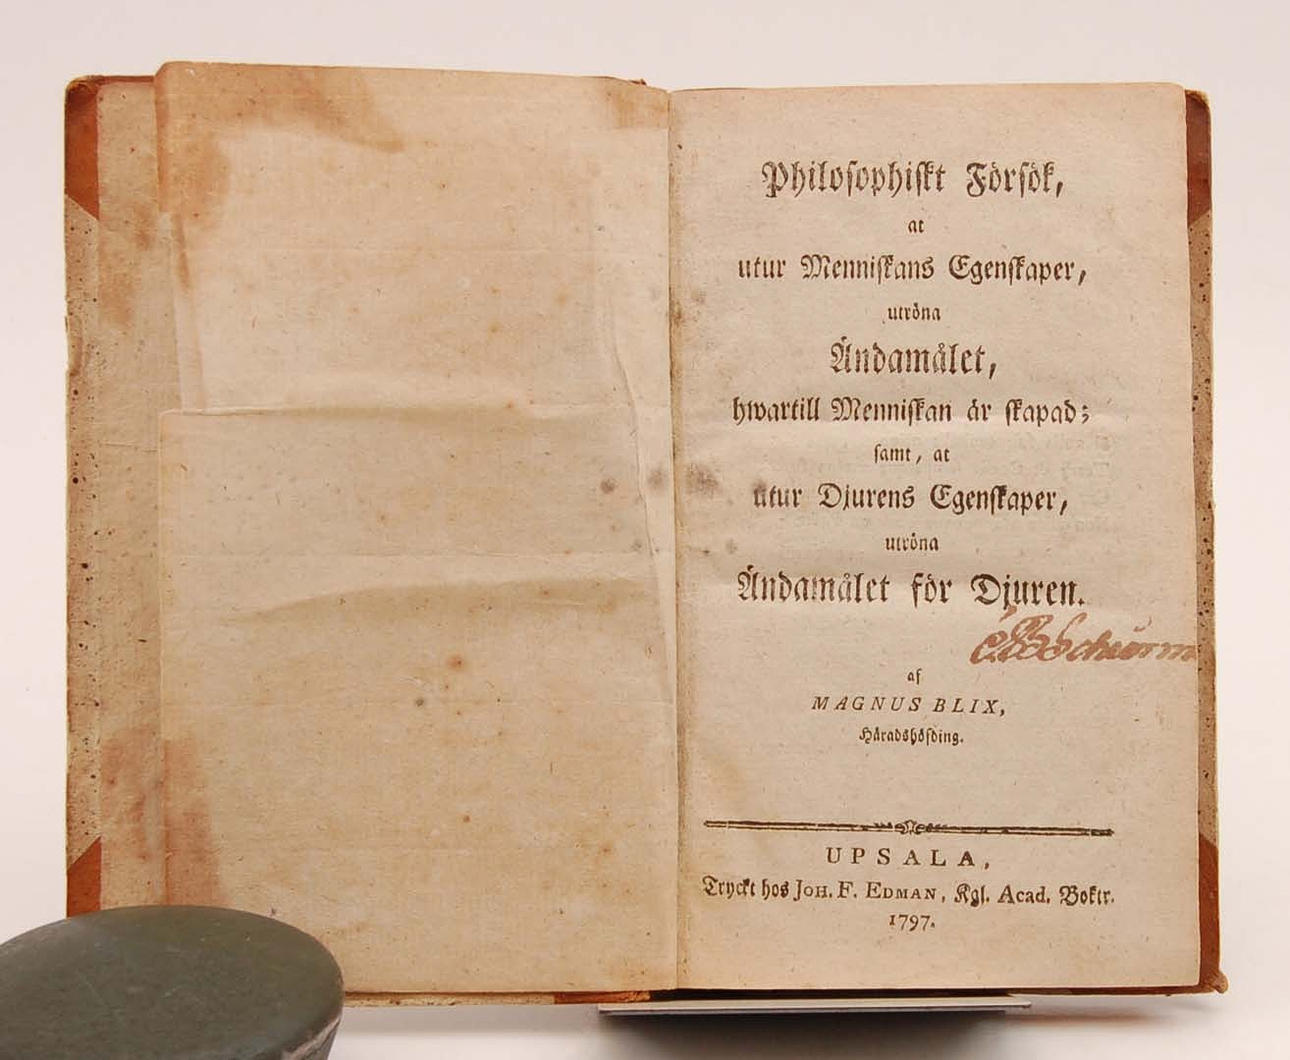 Philosophiskt Försök,
at
utur Menniskans Egenskaper,
utröna
Ändamålet,
hwartill Menniskan är skapad;
samt, at
utur Djurens Egenskaper,
utröna
Ändamålet för Djuren.
af
MAGNUS BLIX,
Häradshöfding.
UPSALA,
Tryckt hos JOH. F. EDMAN, Kgl. Acad. Boktr.
1797.